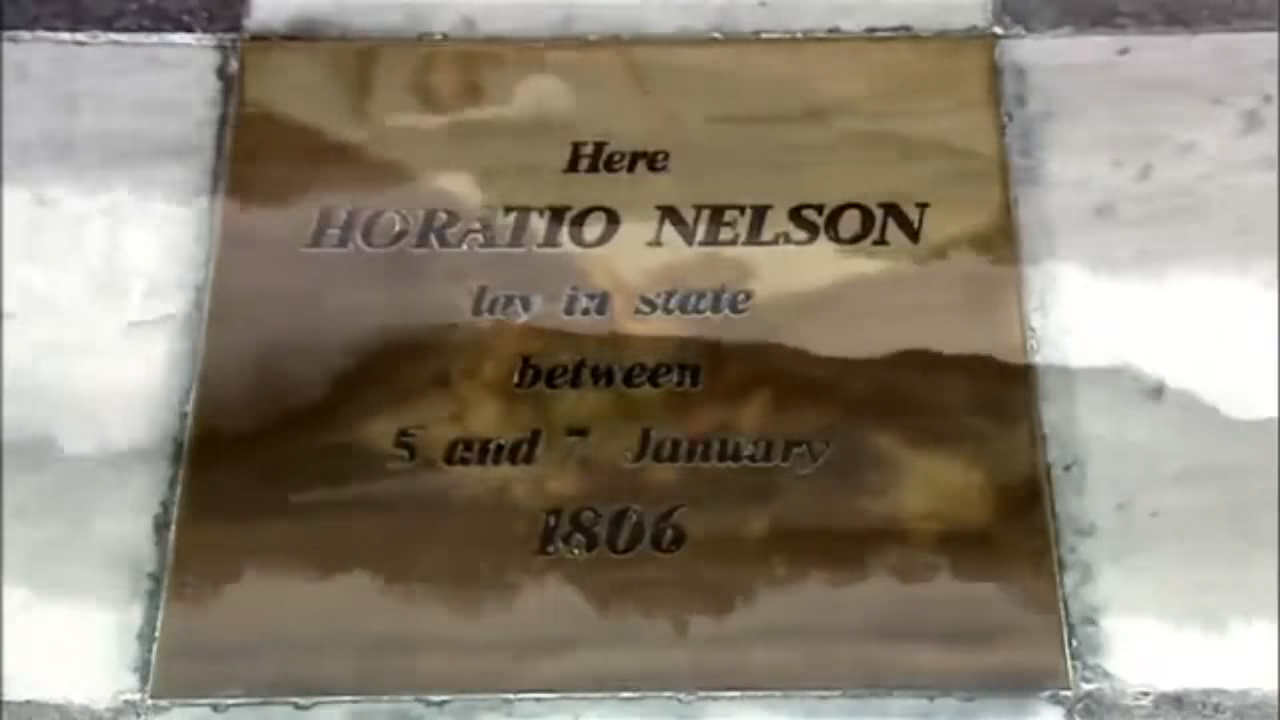 Here
HORATIO NELSON
lay in state
between
5 and 7 January
1806